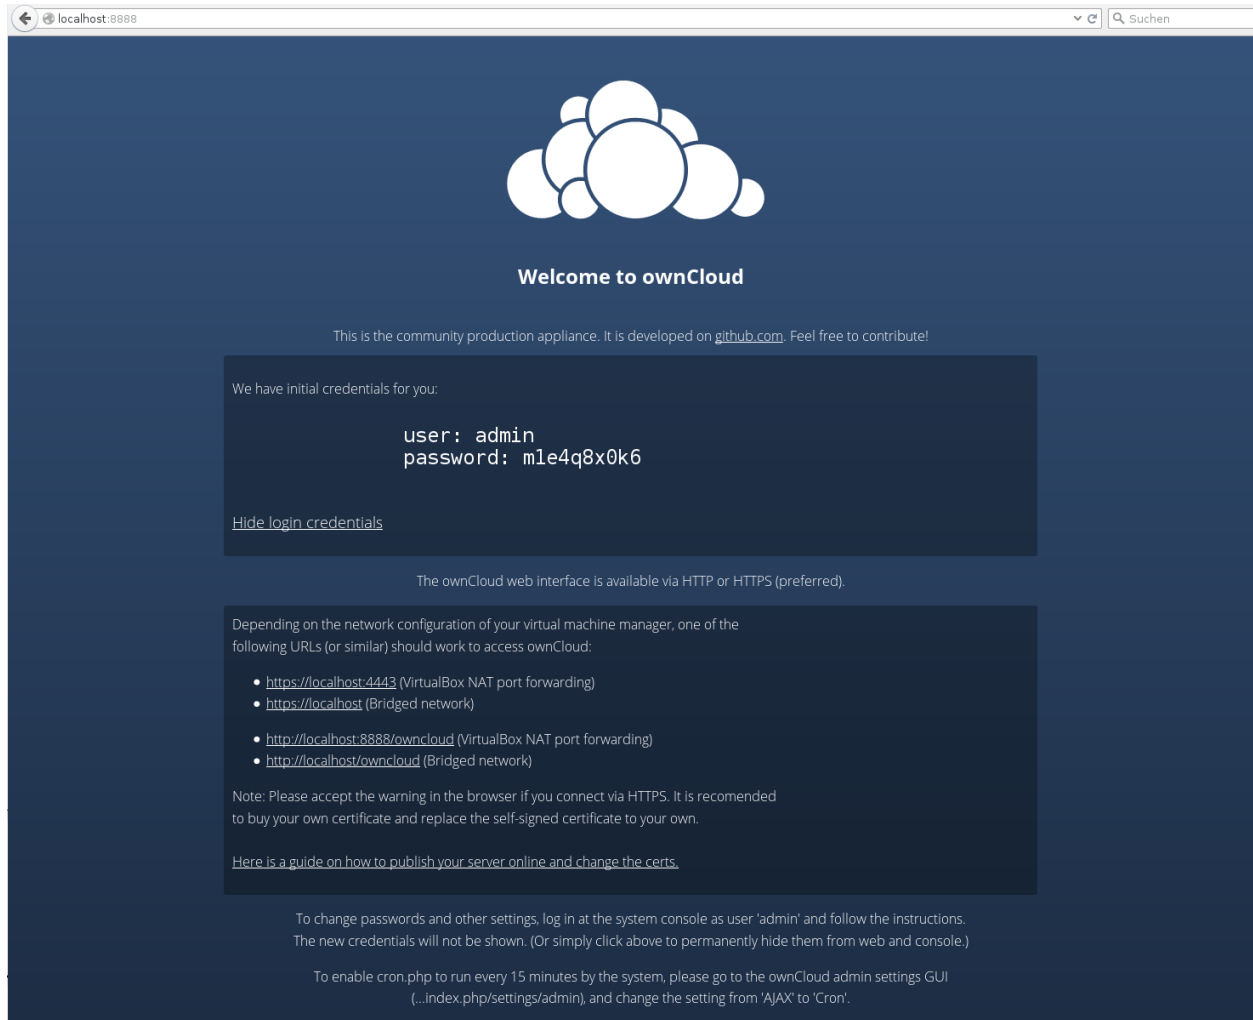 localhost:8888
Suchen
Welcome to ownCloud
This is the community production appliance. It is developed on github.com. Feel free to contribute!
We have initial credentials for you:
user: admin
password: m1e4q8x0k6
Hide login credentials
The ownCloud web interface is available via HTTP or HTTPS (preferred).
Depending on the network configuration of your virtual machine manager, one of the
following URLs (or similar) should work to access ownCloud:
• https://localhost:4443 (VirtualBox NAT port forwarding)
• https://localhost (Bridged network)
• http://localhost:8888/owncloud (VirtualBox NAT port forwarding)
• http://localhost/owncloud (Bridged network)
Note: Please accept the warning in the browser if you connect via HTTPS. It is recomended
to buy your own certificate and replace the self-signed certificate to your own.
Here is a guide on how to publish your server online and change the certs.
To change passwords and other settings, log in at the system console as user 'admin' and follow the instructions.
The new credentials will not be shown. (Or simply click above to permanently hide them from web and console.)
To enable cron.php to run every 15 minutes by the system, please go to the ownCloud admin settings GUI
(...index.php/settings/admin), and change the setting from 'AJAX' to 'Cron'.